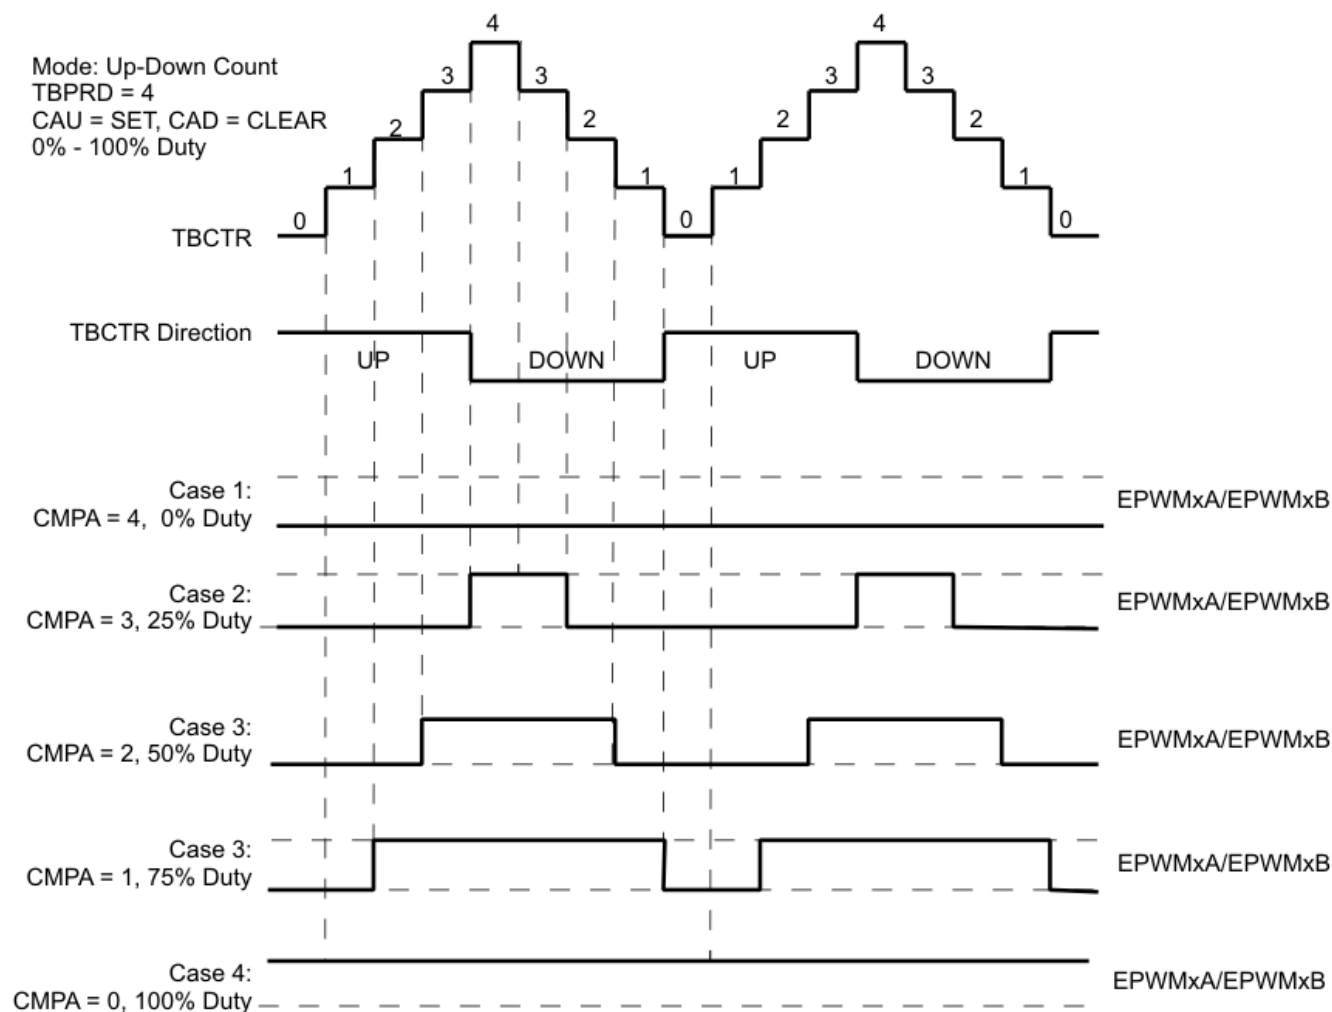 4 4
Mode: Up-Down Count
TBPRD = 4
CAU = SET, CAD = CLEAR
0% - 100% Duty
3 3 3 3
2 2 2 2
1 1 1 1
0 0 0
TBCTR
TBCTR Direction
UP DOWN UP DOWN
Case 1:
CMPA = 4, 0% Duty
EPWMxA/EPWMxB
Case 2:
CMPA = 3, 25% Duty
EPWMxA/EPWMxB
Case 3:
CMPA = 2, 50% Duty
EPWMxA/EPWMxB
Case 3:
CMPA = 1, 75% Duty
EPWMxA/EPWMxB
Case 4:
CMPA = 0, 100% Duty
EPWMxA/EPWMxB